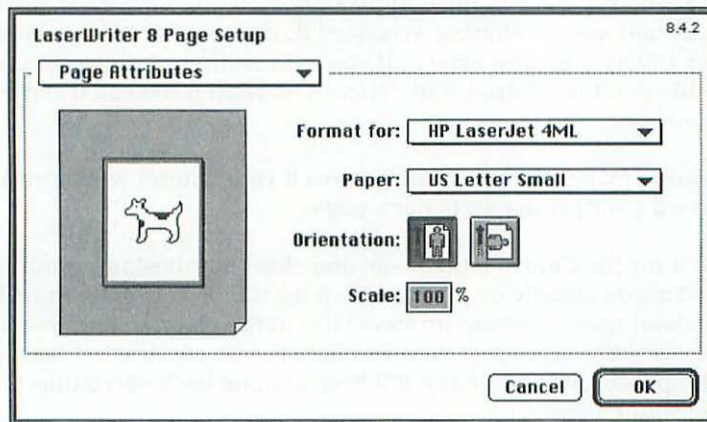 LaserWriter 8 Page Setup
8.4.2
Page Attributes
Format for: HP LaserJet 4ML
Paper: US Letter Small
Orientation:
Scale: 100 %
Cancel
OK